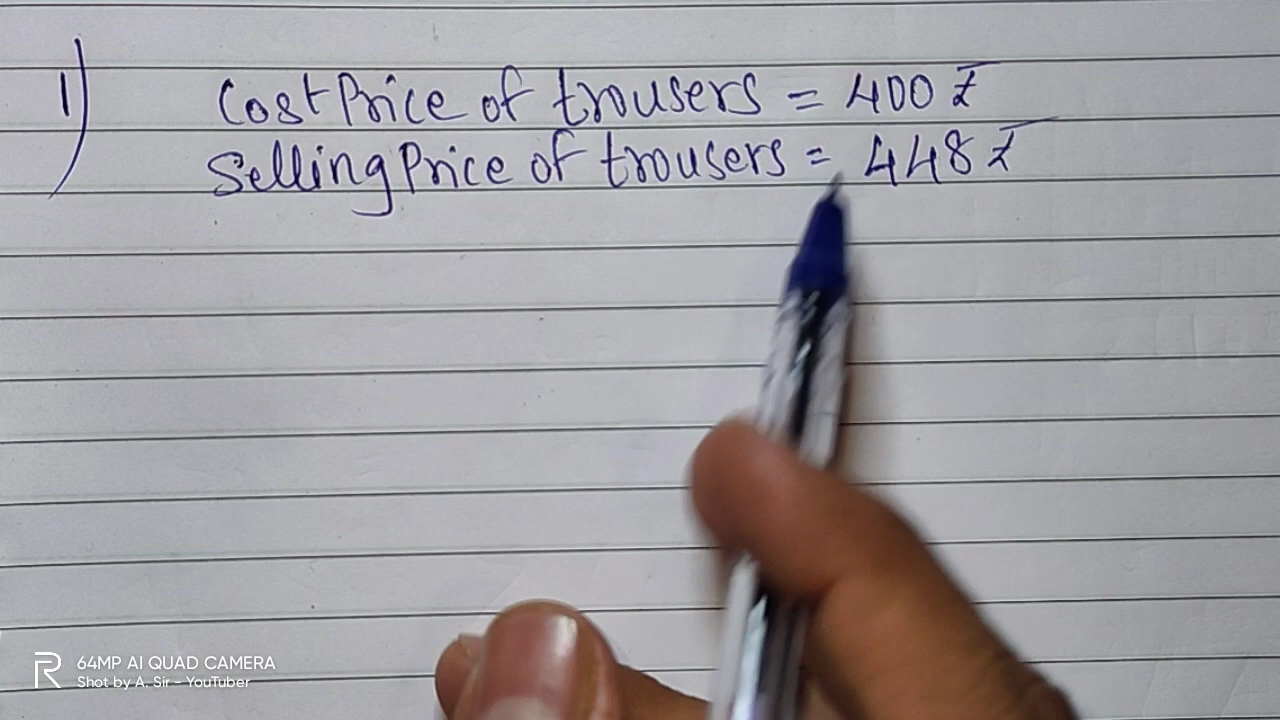 1) Cost Price of trousers = 400 ₹
Selling Price of trousers = 448 ₹
R 64MP AI QUAD CAMERA
Shot by A. Sir - YouTuber